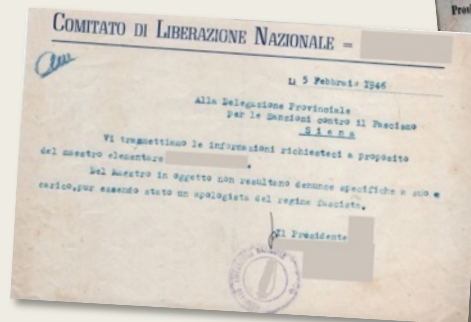 COMITATO DI LIBERAZIONE NAZIONALE =
Li 5 Febbraio 1946
Alla Delegazione Provinciale
per le Sanzioni contro il Fascismo
Siena
Vi trasmettiamo le informazioni richiesteci a proposito
del maestro elementare
Del Maestro in oggetto non resultano denunce specifiche a suo
carico,pur essendo stato un apologista del regime fascista.
Il Presidente